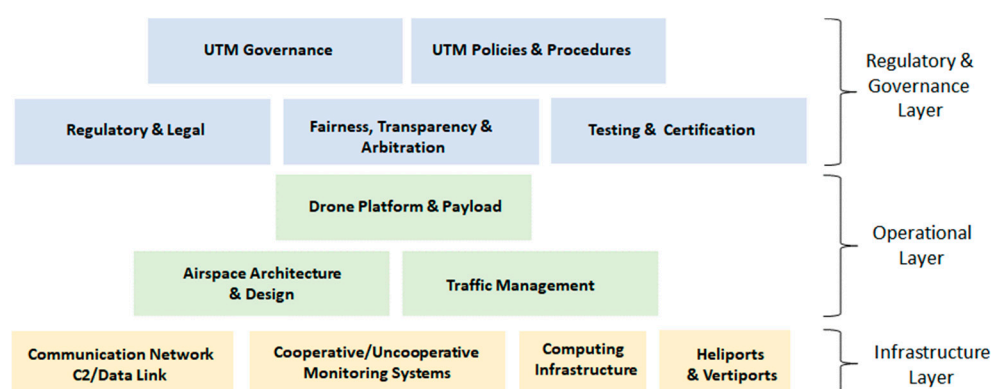 UTM Governance
UTM Policies & Procedures
Regulatory &
Governance
Layer
Regulatory & Legal
Fairness, Transparency &
Arbitration
Testing & Certification
Drone Platform & Payload
Operational
Layer
Airspace Architecture
& Design
Traffic Management
Communication Network
C2/Data Link
Cooperative/Uncooperative
Monitoring Systems
Computing
Infrastructure
Heliports
& Vertiports
Infrastructure
Layer